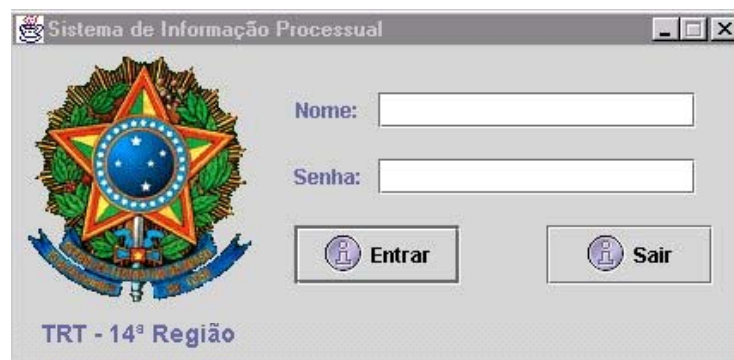 Sistema de Informação Processual
Nome:
Senha:
Entrar
Sair
TRT - 14ª Região